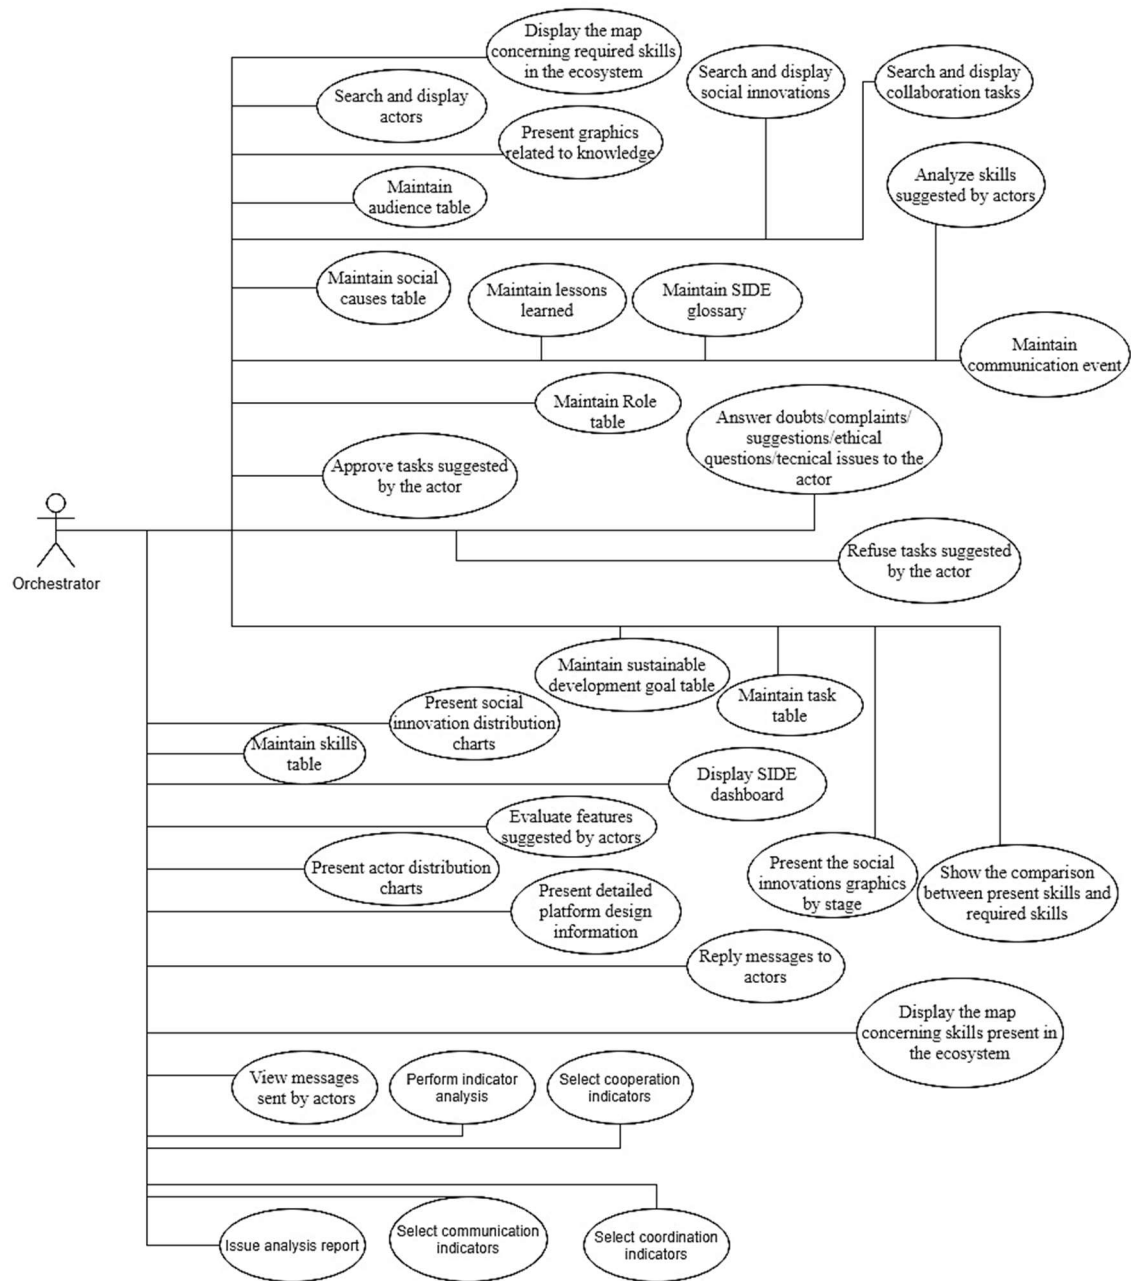 Display the map
concerning required skills
in the ecosystem
Search and display
social innovations
Search and display
collaboration tasks
Search and display
actors
Present graphics
related to knowledge
Analyze skills
suggested by actors
Maintain
audience table
Maintain social
causes table
Maintain lessons
learned
Maintain SIDE
glossary
Maintain
communication event
Maintain Role
table
Answer doubts/complaints/
suggestions/ethical
questions/tecnical issues to the
actor
Approve tasks suggested
by the actor
Orchestrator
Refuse tasks suggested
by the actor
Maintain sustainable
development goal table
Maintain task
table
Present social
innovation distribution
charts
Maintain skills
table
Display SIDE
dashboard
Evaluate features
suggested by actors
Present actor distribution
charts
Present the social
innovations graphics
by stage
Show the comparison
between present skills and
required skills
Present detailed
platform design
information
Reply messages to
actors
Display the map
concerning skills present in
the ecosystem
View messages
sent by actors
Perform indicator
analysis
Select cooperation
indicators
Issue analysis report
Select communication
indicators
Select coordination
indicators